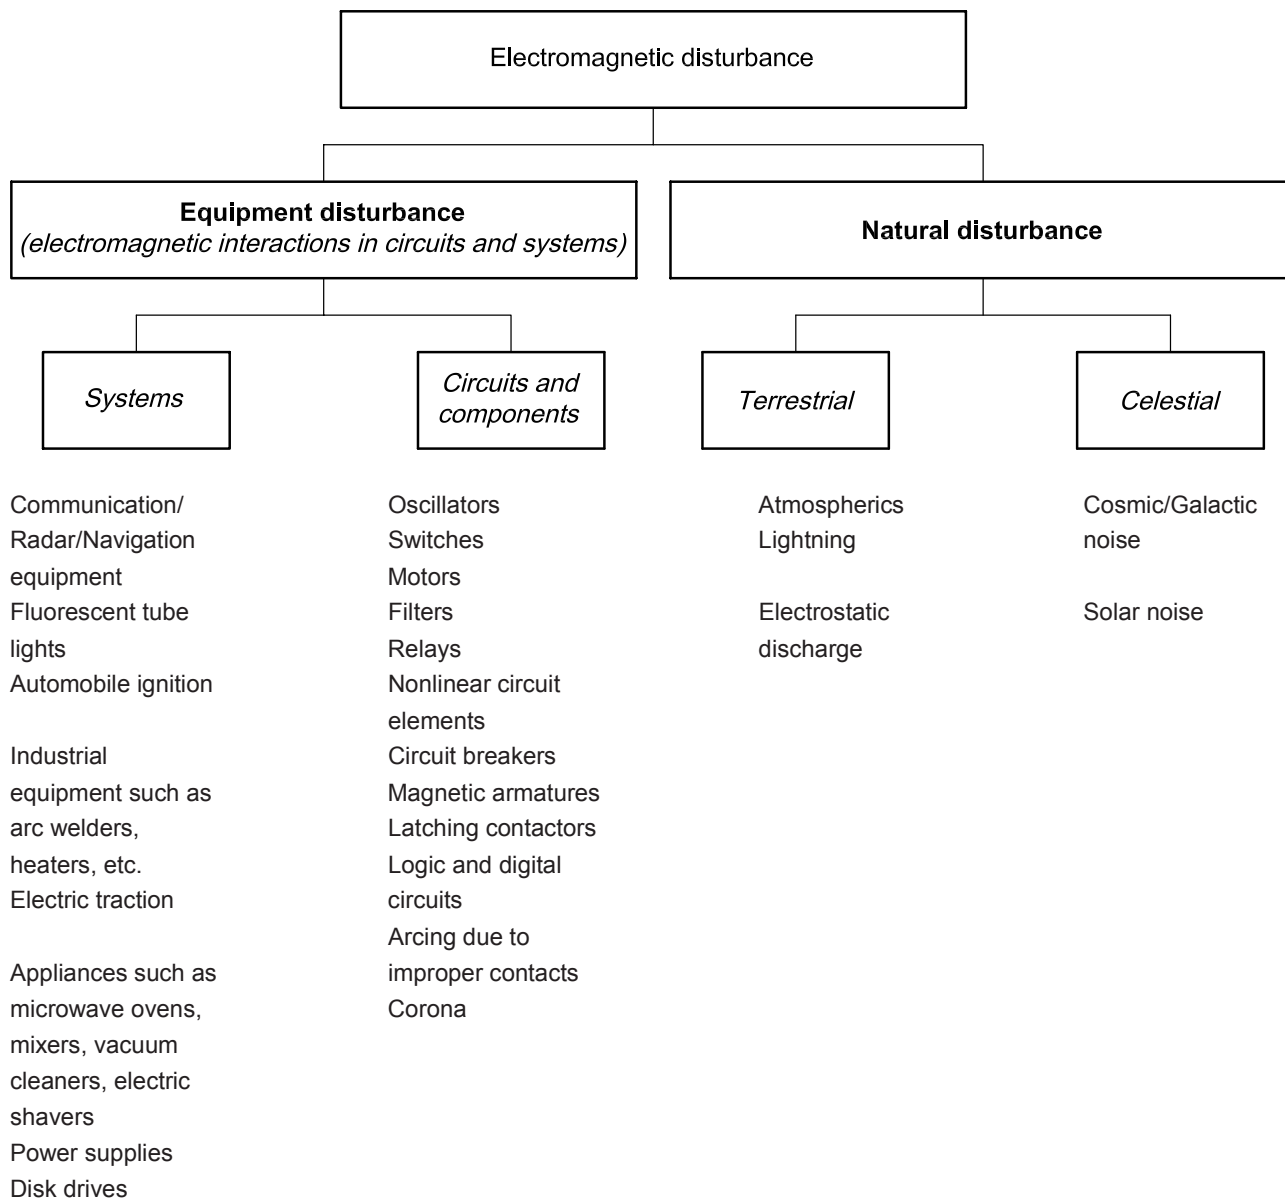 Electromagnetic disturbance
Equipment disturbance
(electromagnetic interactions in circuits and systems)
Natural disturbance
Systems
Circuits and
components
Terrestrial
Celestial
Communication/
Radar/Navigation
equipment
Fluorescent tube
lights
Automobile ignition
Industrial
equipment such as
arc welders,
heaters, etc.
Electric traction
Appliances such as
microwave ovens,
mixers, vacuum
cleaners, electric
shavers
Power supplies
Disk drives
Oscillators
Switches
Motors
Filters
Relays
Nonlinear circuit
elements
Circuit breakers
Magnetic armatures
Latching contactors
Logic and digital
circuits
Arcing due to
improper contacts
Corona
Atmospherics
Lightning
Electrostatic
discharge
Cosmic/Galactic
noise
Solar noise